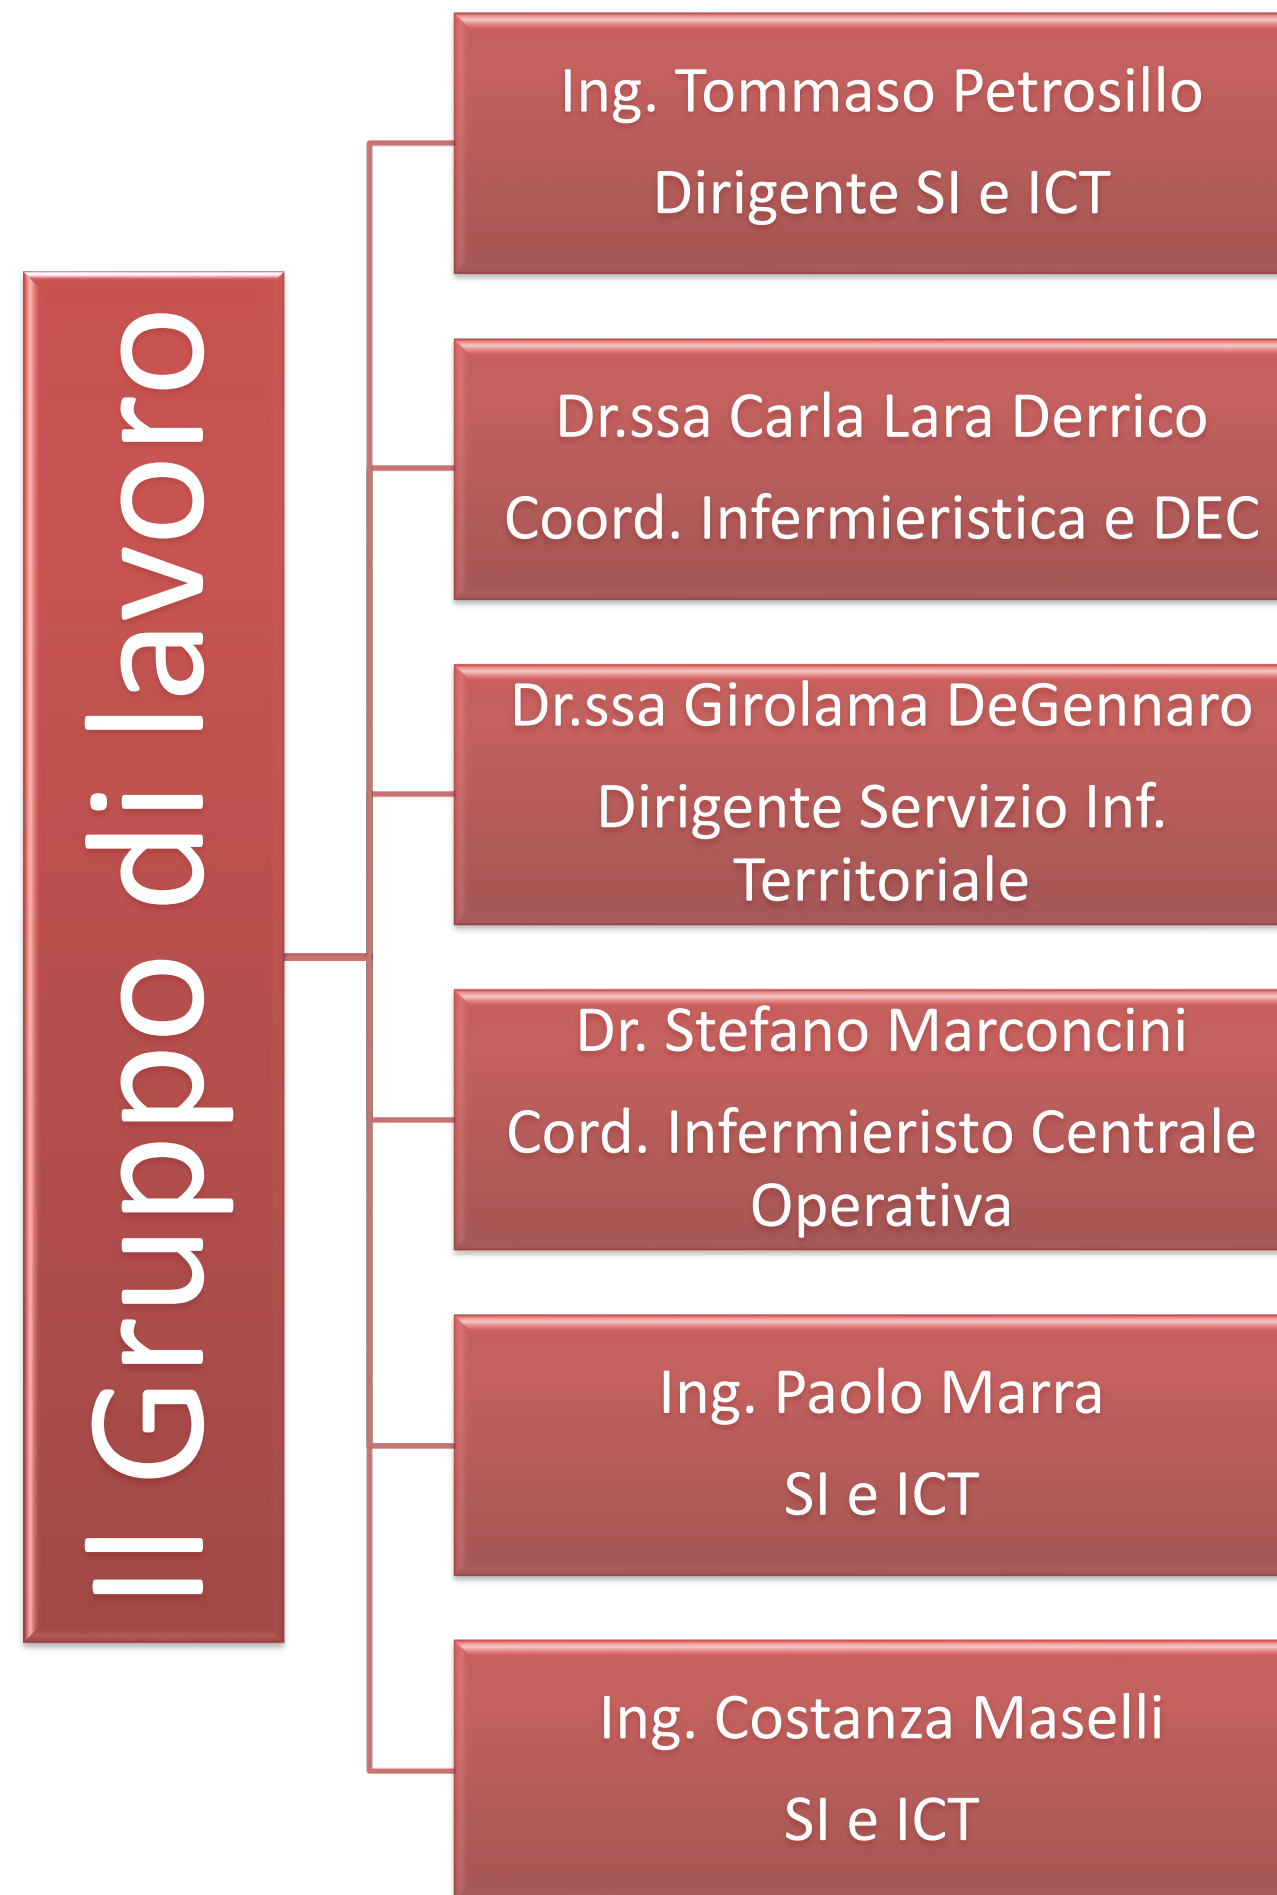 Il Gruppo di lavoro
Ing. Tommaso Petrosillo
Dirigente SI e ICT
Dr.ssa Carla Lara Derrico
Coord. Infermieristica e DEC
Dr.ssa Girolama DeGennaro
Dirigente Servizio Inf.
Territoriale
Dr. Stefano Marconcini
Cord. Infermieristo Centrale
Operativa
Ing. Paolo Marra
SI e ICT
Ing. Costanza Maselli
SI e ICT